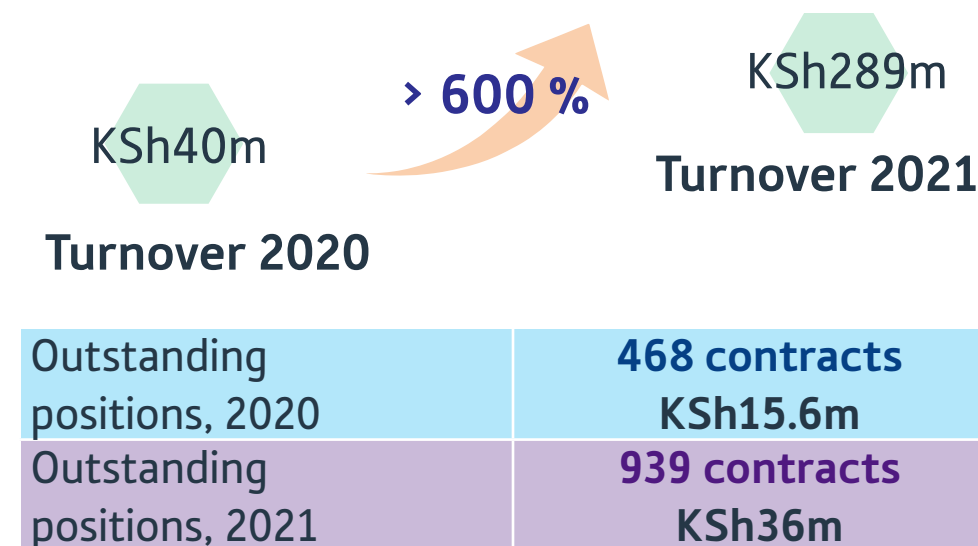 KSh40m
Turnover 2020
> 600 %
KSh289m
Turnover 2021
Outstanding
positions, 2020
468 contracts
KSh15.6m
Outstanding
positions, 2021
939 contracts
KSh36m